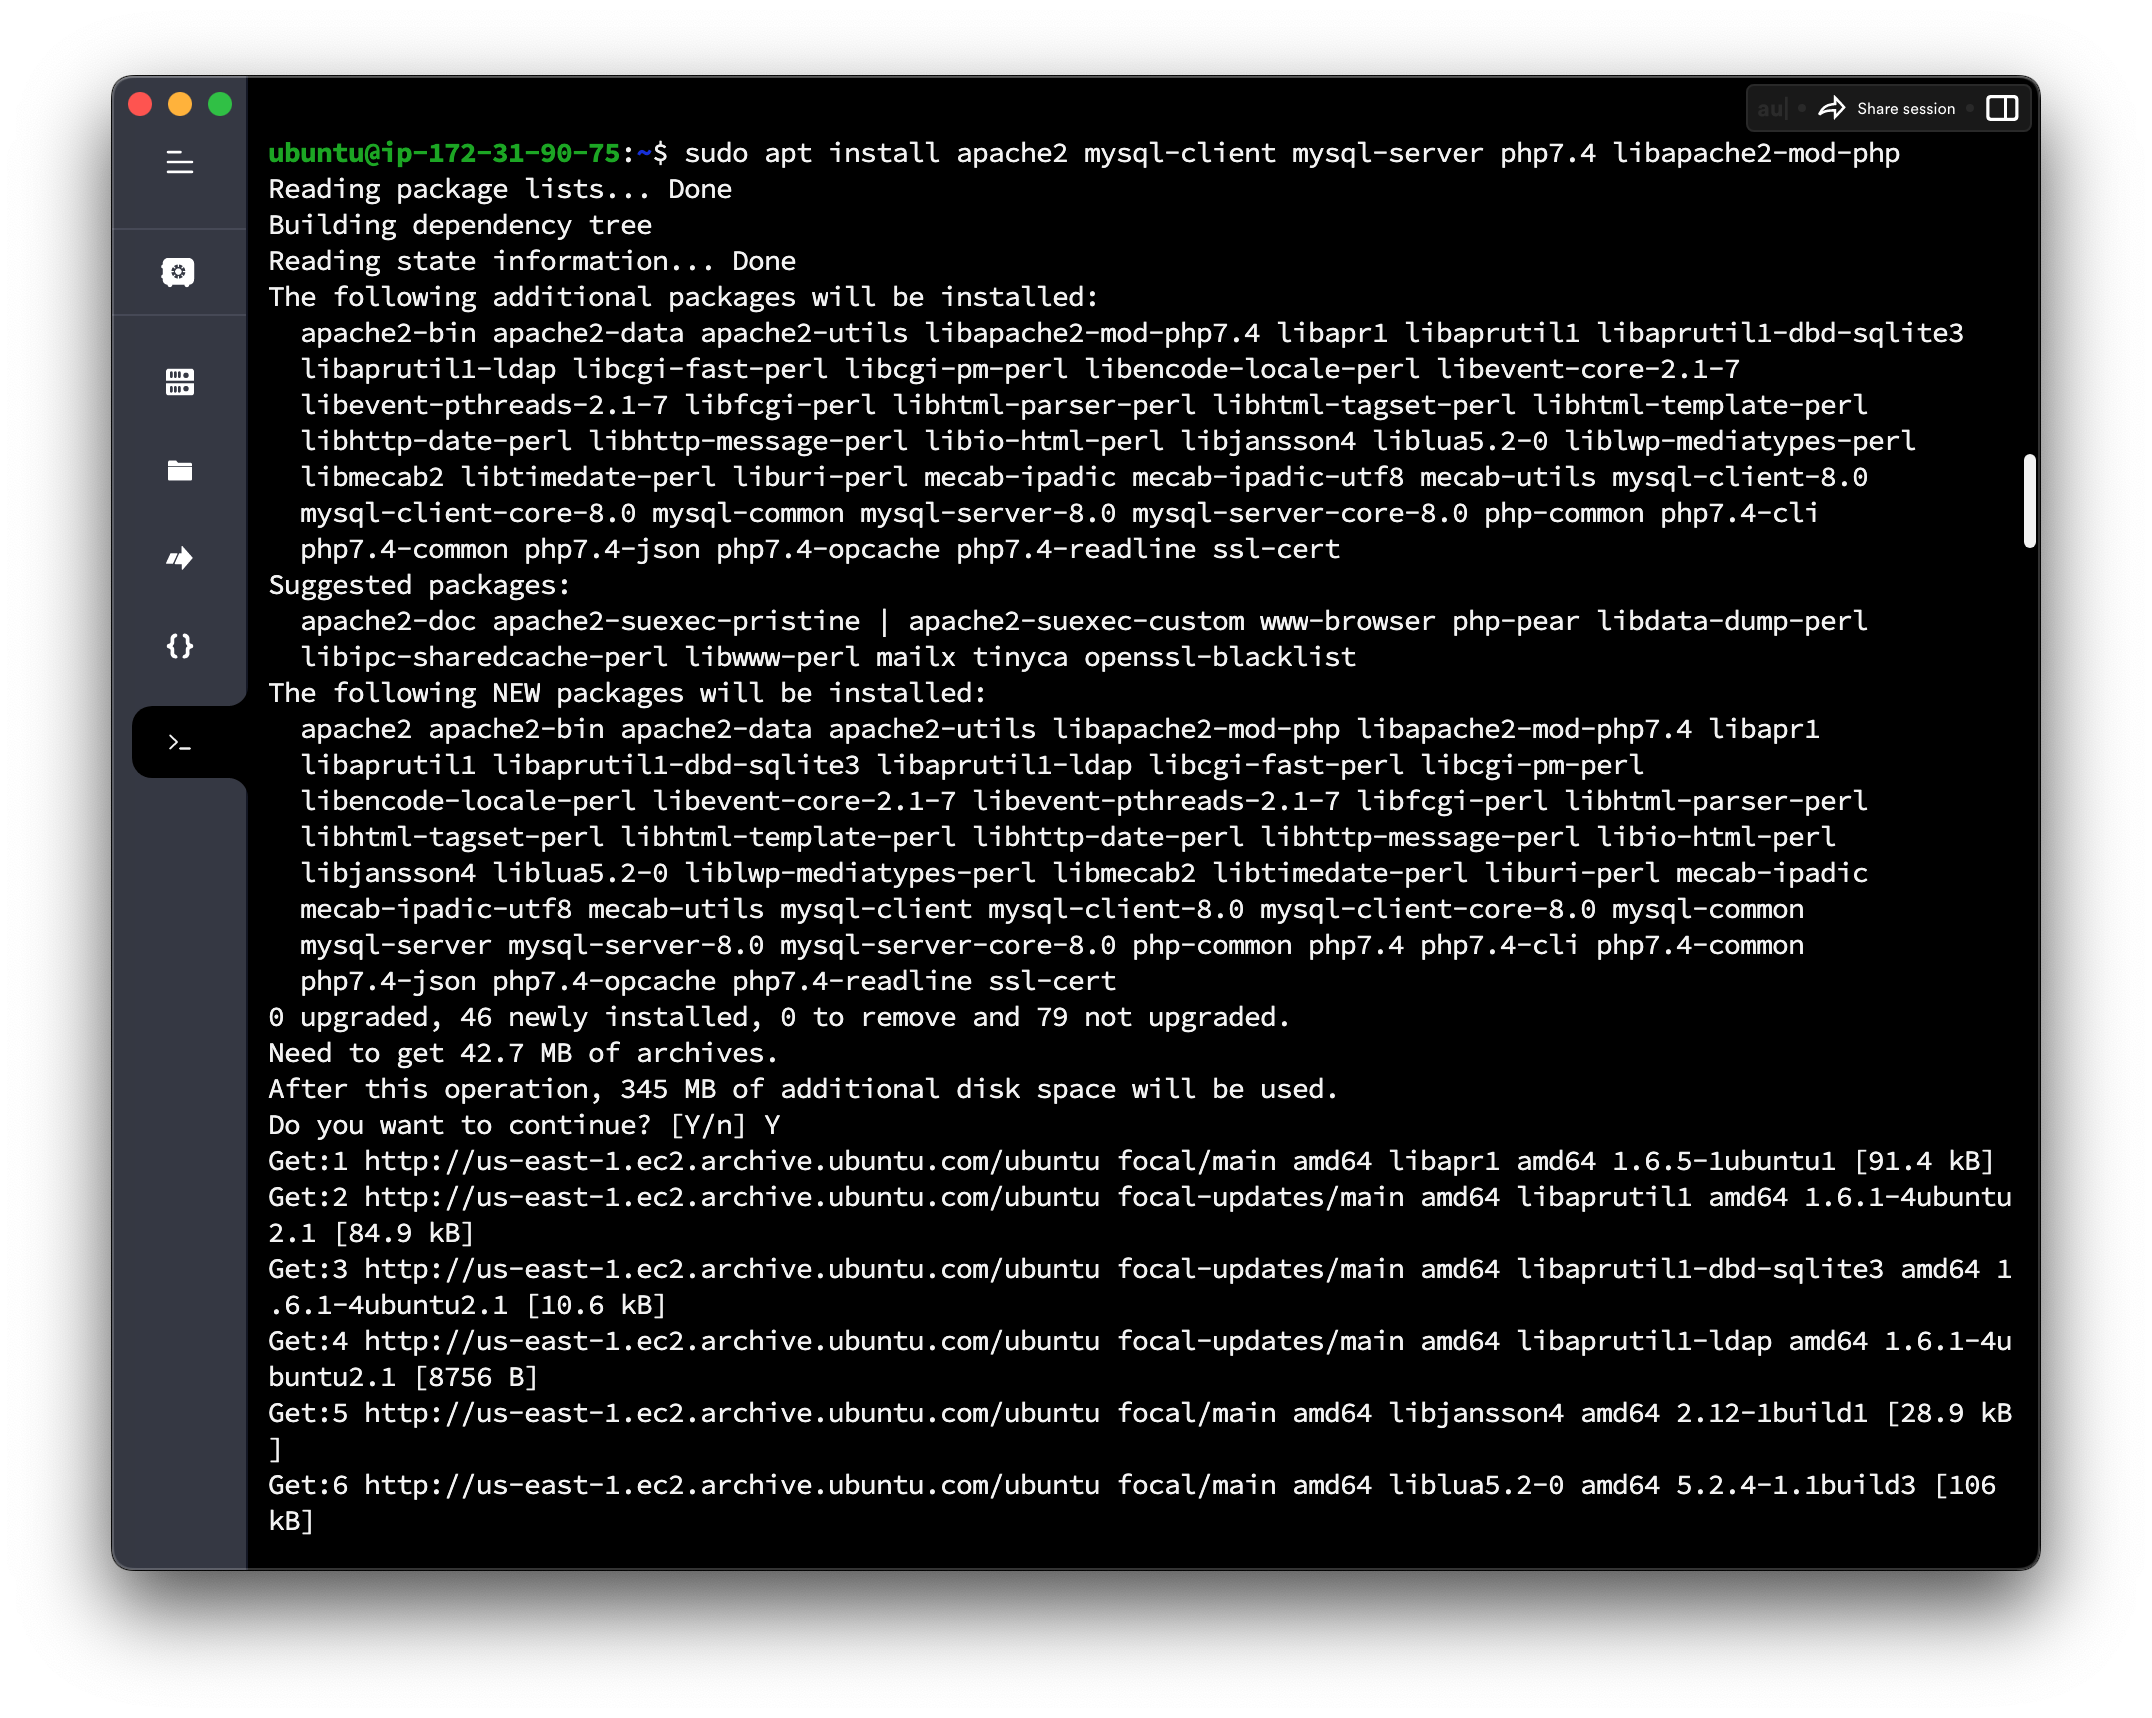 au| • Share session •
ubuntu@ip-172-31-90-75:~$ sudo apt install apache2 mysql-client mysql-server php7.4 libapache2-mod-php
Reading package lists... Done
Building dependency tree
Reading state information... Done
The following additional packages will be installed:
  apache2-bin apache2-data apache2-utils libapache2-mod-php7.4 libapr1 libaprutil1 libaprutil1-dbd-sqlite3
  libaprutil1-ldap libcgi-fast-perl libcgi-pm-perl libencode-locale-perl libevent-core-2.1-7
  libevent-pthreads-2.1-7 libfcgi-perl libhtml-parser-perl libhtml-tagset-perl libhtml-template-perl
  libhttp-date-perl libhttp-message-perl libio-html-perl libjansson4 liblua5.2-0 liblwp-mediatypes-perl
  libmecab2 libtimedate-perl liburi-perl mecab-ipadic mecab-ipadic-utf8 mecab-utils mysql-client-8.0
  mysql-client-core-8.0 mysql-common mysql-server-8.0 mysql-server-core-8.0 php-common php7.4-cli
  php7.4-common php7.4-json php7.4-opcache php7.4-readline ssl-cert
Suggested packages:
  apache2-doc apache2-suexec-pristine | apache2-suexec-custom www-browser php-pear libdata-dump-perl
  libipc-sharedcache-perl libwww-perl mailx tinyca openssl-blacklist
The following NEW packages will be installed:
  apache2 apache2-bin apache2-data apache2-utils libapache2-mod-php libapache2-mod-php7.4 libapr1
  libaprutil1 libaprutil1-dbd-sqlite3 libaprutil1-ldap libcgi-fast-perl libcgi-pm-perl
  libencode-locale-perl libevent-core-2.1-7 libevent-pthreads-2.1-7 libfcgi-perl libhtml-parser-perl
  libhtml-tagset-perl libhtml-template-perl libhttp-date-perl libhttp-message-perl libio-html-perl
  libjansson4 liblua5.2-0 liblwp-mediatypes-perl libmecab2 libtimedate-perl liburi-perl mecab-ipadic
  mecab-ipadic-utf8 mecab-utils mysql-client mysql-client-8.0 mysql-client-core-8.0 mysql-common
  mysql-server mysql-server-8.0 mysql-server-core-8.0 php-common php7.4 php7.4-cli php7.4-common
  php7.4-json php7.4-opcache php7.4-readline ssl-cert
0 upgraded, 46 newly installed, 0 to remove and 79 not upgraded.
Need to get 42.7 MB of archives.
After this operation, 345 MB of additional disk space will be used.
Do you want to continue? [Y/n] Y
Get:1 http://us-east-1.ec2.archive.ubuntu.com/ubuntu focal/main amd64 libapr1 amd64 1.6.5-1ubuntu1 [91.4 kB]
Get:2 http://us-east-1.ec2.archive.ubuntu.com/ubuntu focal-updates/main amd64 libaprutil1 amd64 1.6.1-4ubuntu
2.1 [84.9 kB]
Get:3 http://us-east-1.ec2.archive.ubuntu.com/ubuntu focal-updates/main amd64 libaprutil1-dbd-sqlite3 amd64 1
.6.1-4ubuntu2.1 [10.6 kB]
Get:4 http://us-east-1.ec2.archive.ubuntu.com/ubuntu focal-updates/main amd64 libaprutil1-ldap amd64 1.6.1-4u
buntu2.1 [8756 B]
Get:5 http://us-east-1.ec2.archive.ubuntu.com/ubuntu focal/main amd64 libjansson4 amd64 2.12-1build1 [28.9 kB
]
Get:6 http://us-east-1.ec2.archive.ubuntu.com/ubuntu focal/main amd64 liblua5.2-0 amd64 5.2.4-1.1build3 [106
kB]